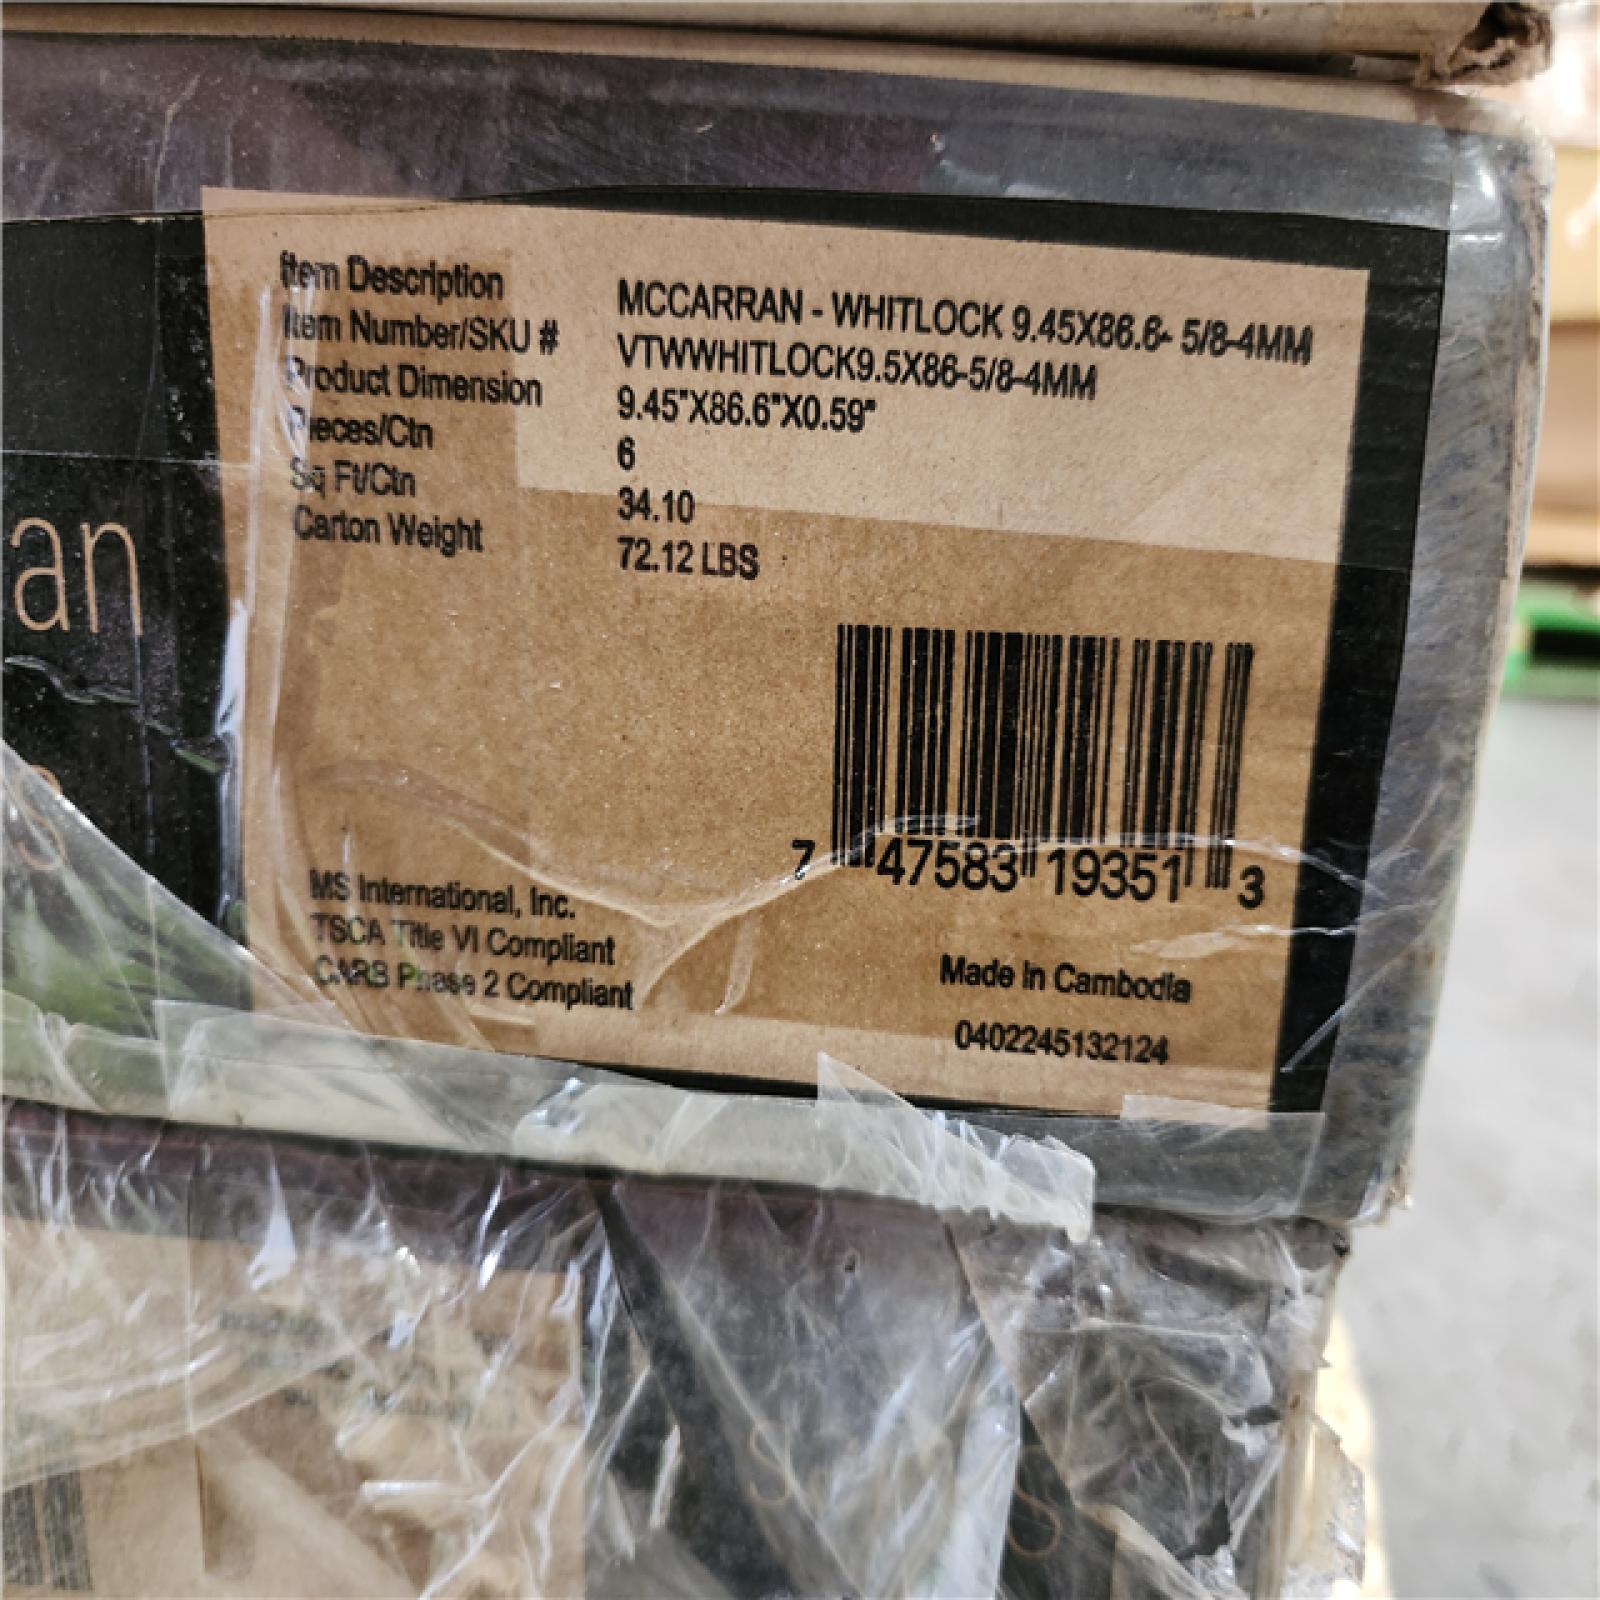 Item Description MCCARRAN - WHITLOCK 9.45X86.6- 5/8-4MM
Item Number/SKU # VTWWHITLOCK9.5X86-5/8-4MM
Product Dimension 9.45"X86.6"X0.59"
Pieces/Ctn 6
Sq Ft/Ctn 34.10
Carton Weight 72.12 LBS
an
7 47583 19351 3
MS International, Inc.
TSCA Title VI Compliant
CARB Phase 2 Compliant
Made In Cambodia
0402245132124